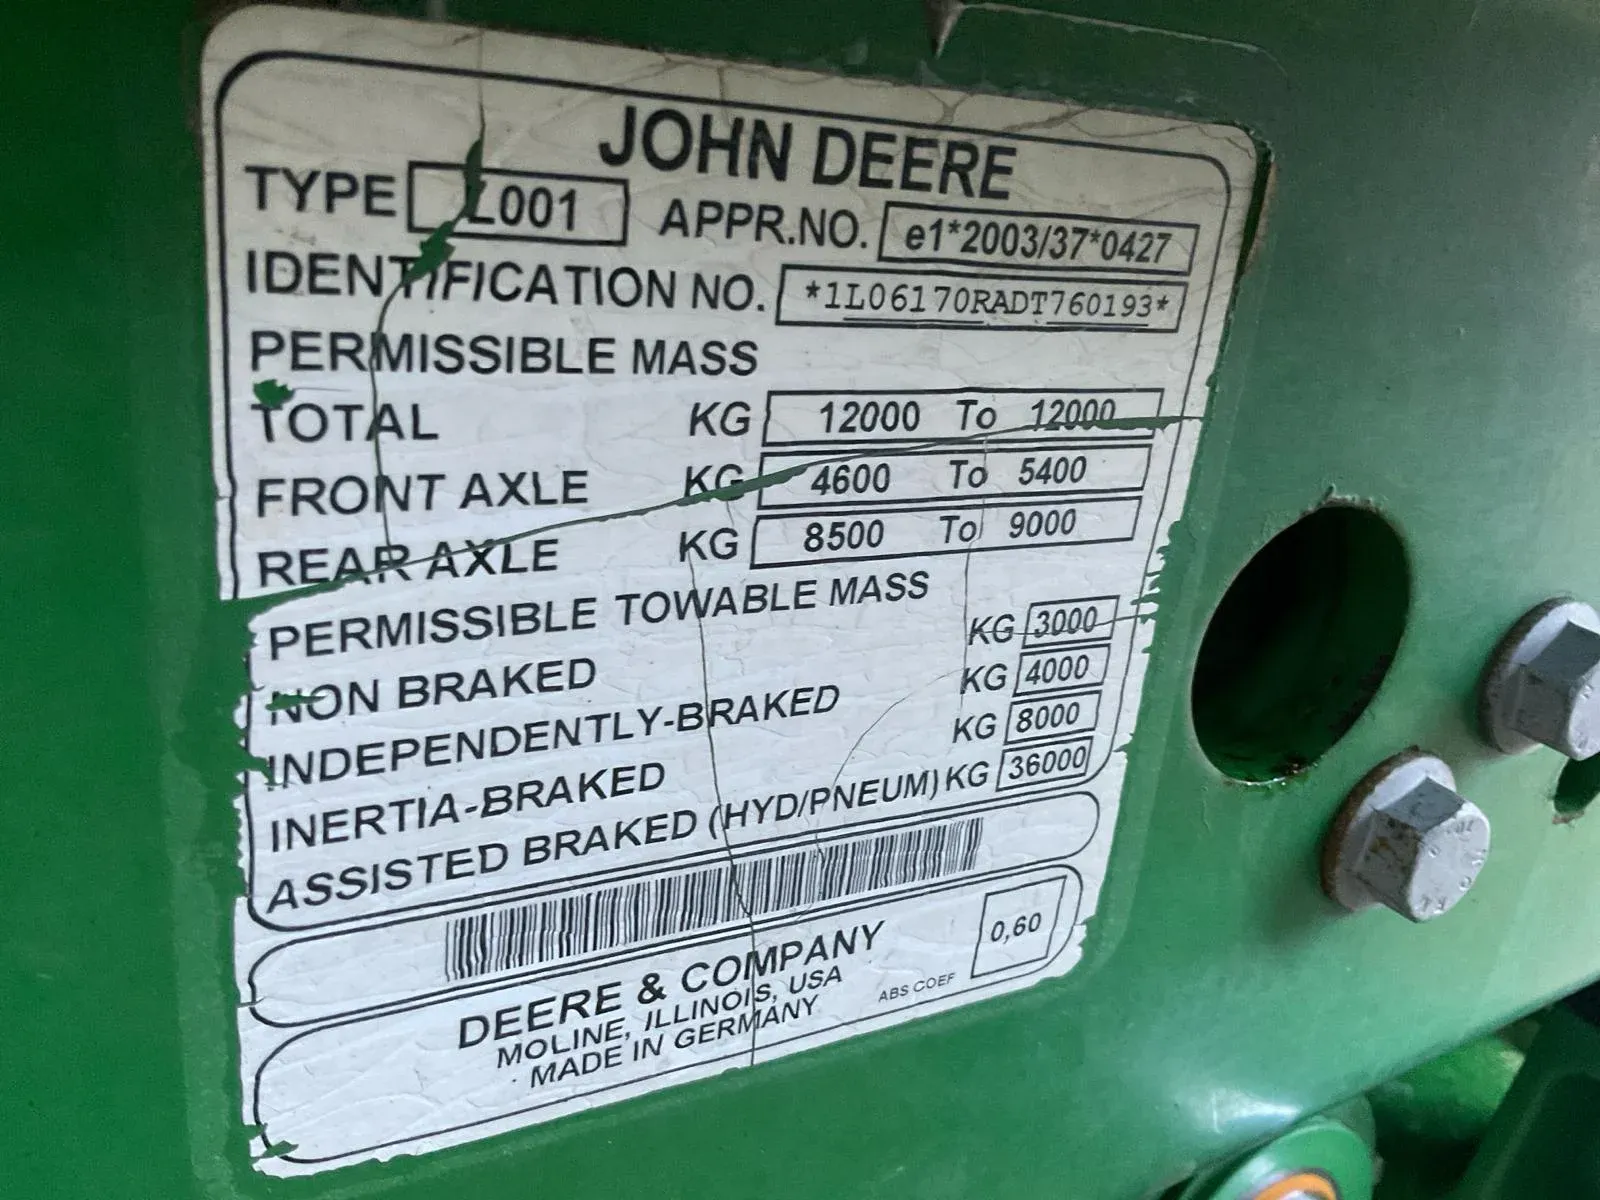 JOHN DEERE
TYPE L001 APPR.NO. e1*2003/37*0427
IDENTIFICATION NO. *1L06170RADT760193*
PERMISSIBLE MASS
TOTAL KG 12000 To 12000
FRONT AXLE KG 4600 To 5400
REAR AXLE KG 8500 To 9000
PERMISSIBLE TOWABLE MASS
NON BRAKED KG 3000
INDEPENDENTLY-BRAKED KG 4000
INERTIA-BRAKED KG 8000
ASSISTED BRAKED (HYD/PNEUM) KG 36000
DEERE & COMPANY
MOLINE, ILLINOIS, USA
MADE IN GERMANY
ABS COEF 0,60